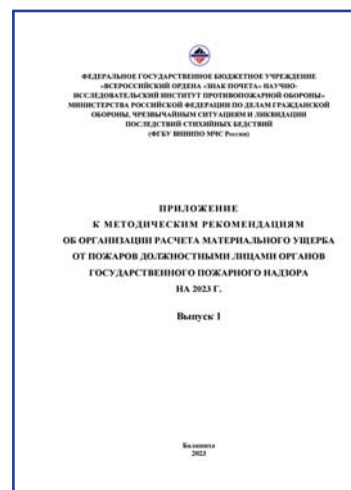 ФЕДЕРАЛЬНОЕ ГОСУДАРСТВЕННОЕ БЮДЖЕТНОЕ УЧРЕЖДЕНИЕ
«ВСЕРОССИЙСКИЙ ОРДЕНА «ЗНАК ПОЧЕТА» НАУЧНО-
ИССЛЕДОВАТЕЛЬСКИЙ ИНСТИТУТ ПРОТИВОПОЖАРНОЙ ОБОРОНЫ»
МИНИСТЕРСТВА РОССИЙСКОЙ ФЕДЕРАЦИИ ПО ДЕЛАМ ГРАЖДАНСКОЙ
ОБОРОНЫ, ЧРЕЗВЫЧАЙНЫМ СИТУАЦИЯМ И ЛИКВИДАЦИИ
ПОСЛЕДСТВИЙ СТИХИЙНЫХ БЕДСТВИЙ
(ФГБУ ВНИИПО МЧС России)
ПРИЛОЖЕНИЕ
К МЕТОДИЧЕСКИМ РЕКОМЕНДАЦИЯМ
ОБ ОРГАНИЗАЦИИ РАСЧЕТА МАТЕРИАЛЬНОГО УЩЕРБА
ОТ ПОЖАРОВ ДОЛЖНОСТНЫМИ ЛИЦАМИ ОРГАНОВ
ГОСУДАРСТВЕННОГО ПОЖАРНОГО НАДЗОРА
НА 2023 Г.
Выпуск 1
Балашиха
2023